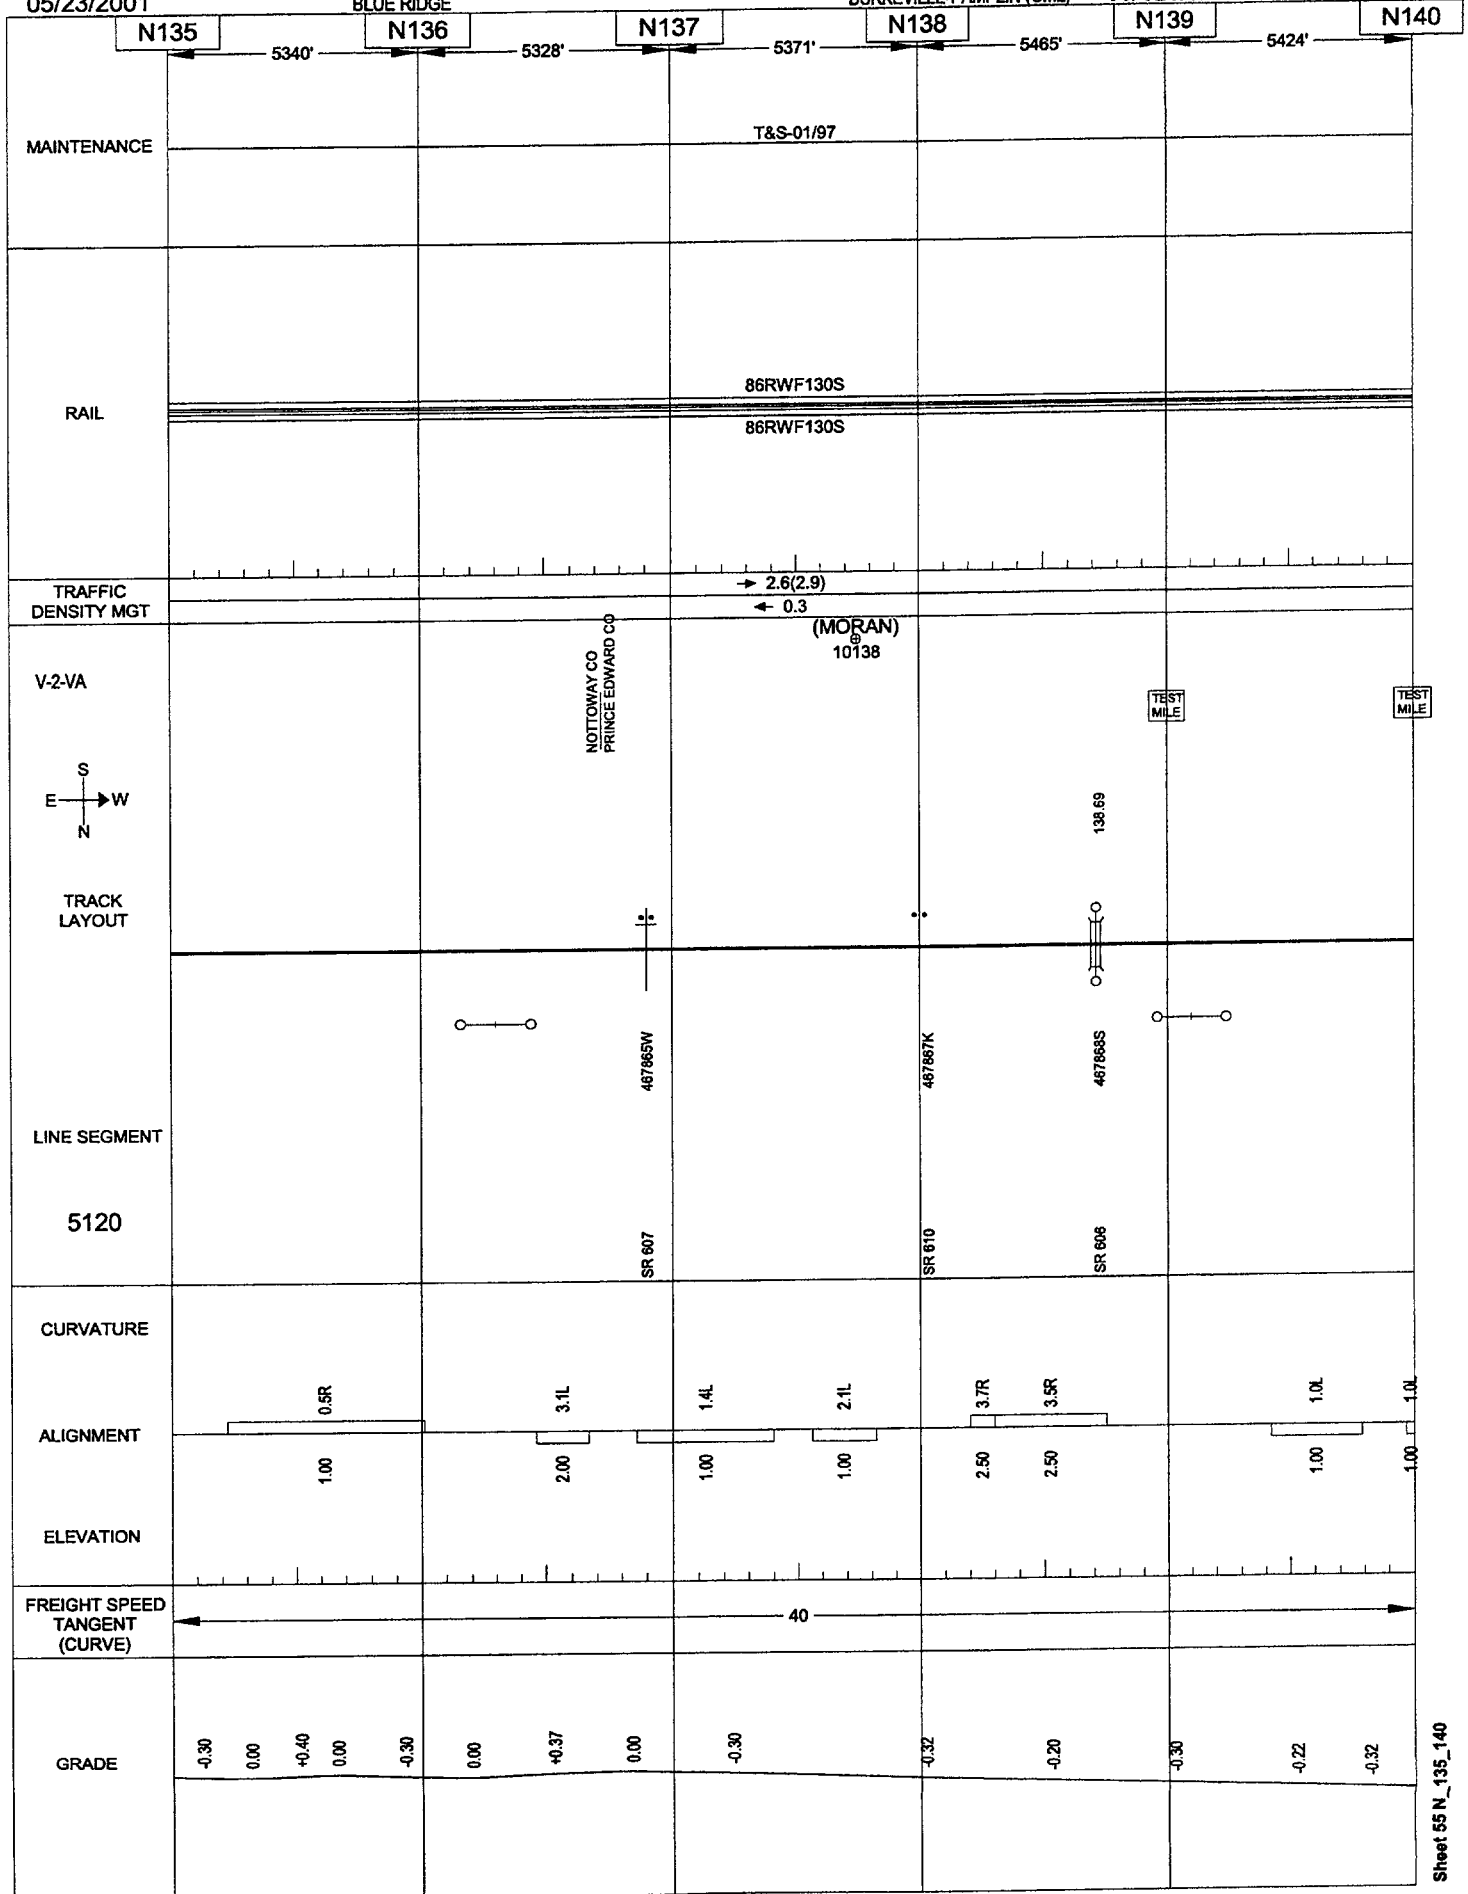 05/23/2001
BLUE RIDGE
N135
N136
N137
N138
N139
N140
5340'
5328'
5371'
5465'
5424'
MAINTENANCE
T&S-01/97
RAIL
86RWF130S
86RWF130S
TRAFFIC
DENSITY MGT
2.6(2.9)
0.3
V-2-VA
NOTTOWAY CO
PRINCE EDWARD CO
(MORAN)
10138
TEST
MILE
TEST
MILE
S
E W
N
138.69
TRACK
LAYOUT
467865W
467867K
467868S
LINE SEGMENT
5120
SR 607
SR 610
SR 606
CURVATURE
0.5R
3.1L
1.4L
2.1L
3.7R
3.5R
1.0L
1.0L
ALIGNMENT
1.00
2.00
1.00
1.00
2.50
2.50
1.00
1.00
ELEVATION
FREIGHT SPEED
TANGENT
(CURVE)
40
GRADE
-0.30
0.00
+0.40
0.00
-0.30
0.00
+0.37
0.00
-0.30
-0.32
-0.20
-0.30
-0.22
-0.32
Sheet 55 N_135_140